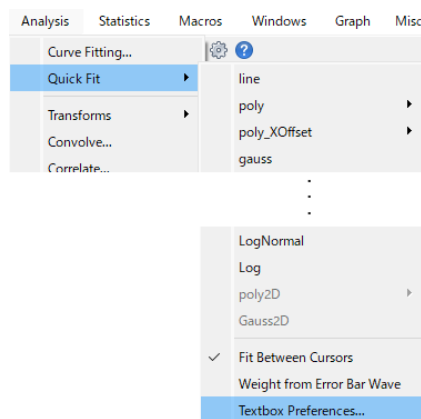 Analysis Statistics Macros Windows Graph Misc
Curve Fitting...
Quick Fit
Transforms
Convolve...
Correlate...
line
poly
poly_XOffset
gauss
LogNormal
Log
poly2D
Gauss2D
Fit Between Cursors
Weight from Error Bar Wave
Textbox Preferences...